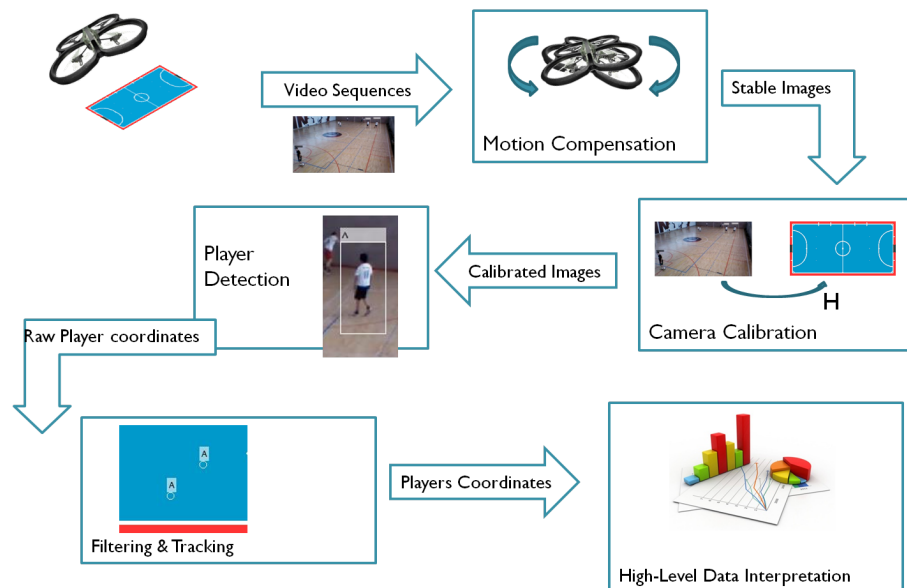 Video Sequences
Motion Compensation
Stable Images
Player
Detection
A
Calibrated Images
H
Camera Calibration
Raw Player coordinates
A
A
Filtering & Tracking
Players Coordinates
High-Level Data Interpretation